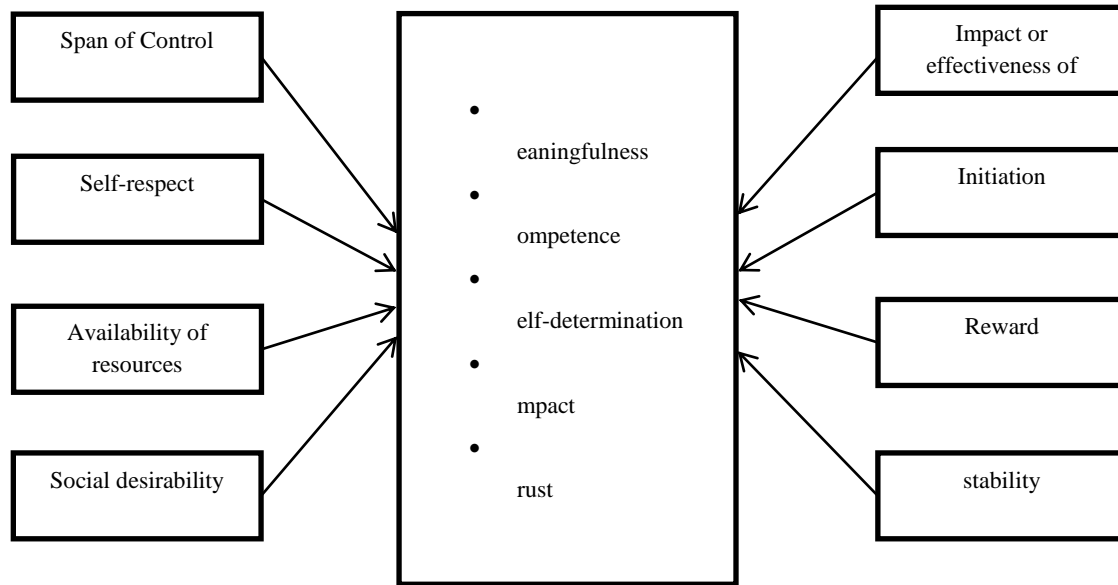 Span of Control
Self-respect
Availability of
resources
Social desirability
•
eaningfulness
•
ompetence
•
elf-determination
•
mpact
•
rust
Impact or
effectiveness of
Initiation
Reward
stability